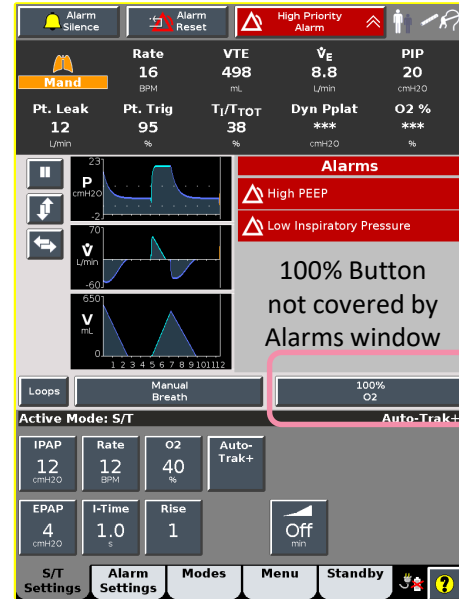 Alarm Silence
Alarm Reset
High Priority Alarm
Mand
Rate
16
BPM
VTE
498
mL
V̇E
8.8
L/min
PIP
20
cmH2O
Pt. Leak
12
L/min
Pt. Trig
95
%
TI/TTOT
38
%
Dyn Pplat
***
cmH2O
O2 %
***
%
23
P
cmH2O
-2
70
V̇
L/min
-60
650
V
mL
0
1 2 3 4 5 6 7 8 9 10 11 12
Alarms
High PEEP
Low Inspiratory Pressure
100% Button
not covered by
Alarms window
Loops
Manual
Breath
100%
O2
Active Mode: S/T
Auto-Trak+
IPAP
12
cmH2O
Rate
12
BPM
O2
40
%
Auto-
Trak+
EPAP
4
cmH2O
I-Time
1.0
s
Rise
1
Off
min
S/T
Settings
Alarm
Settings
Modes
Menu
Standby
?